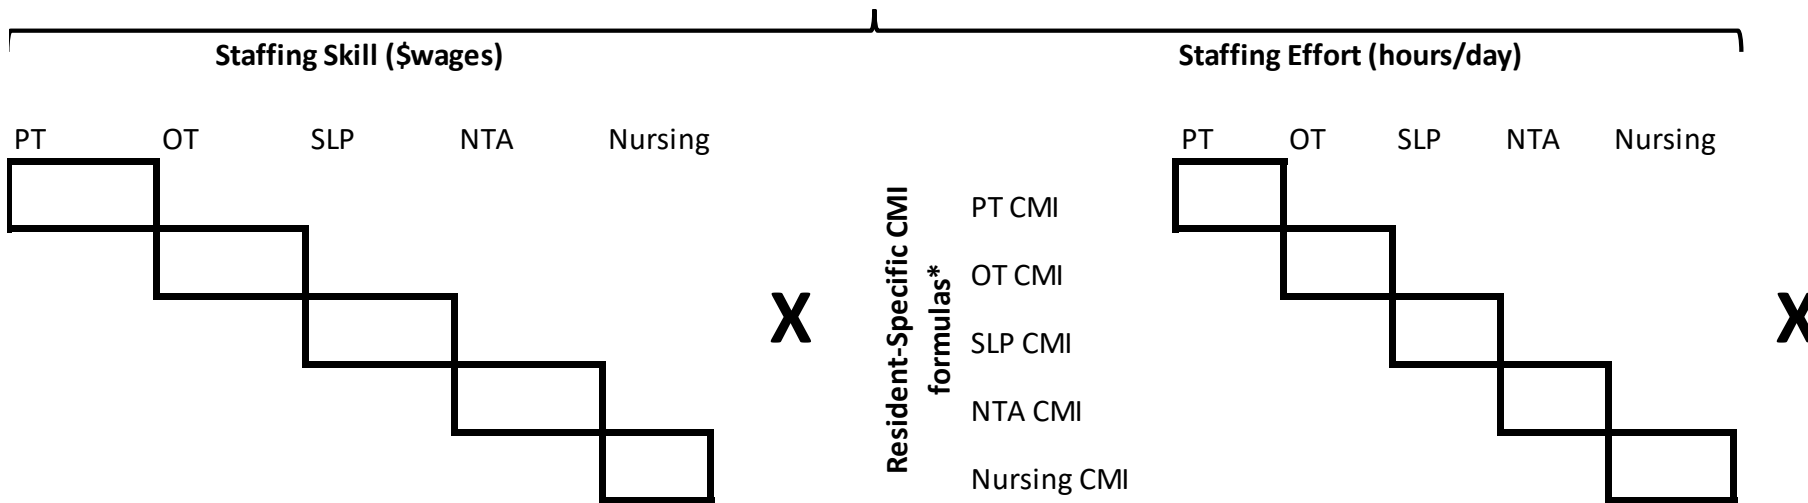 Staffing Skill ($wages)
Staffing Effort (hours/day)
PT OT SLP NTA Nursing
PT OT SLP NTA Nursing
X
X
Resident-Specific CMI
formulas*
PT CMI
OT CMI
SLP CMI
NTA CMI
Nursing CMI